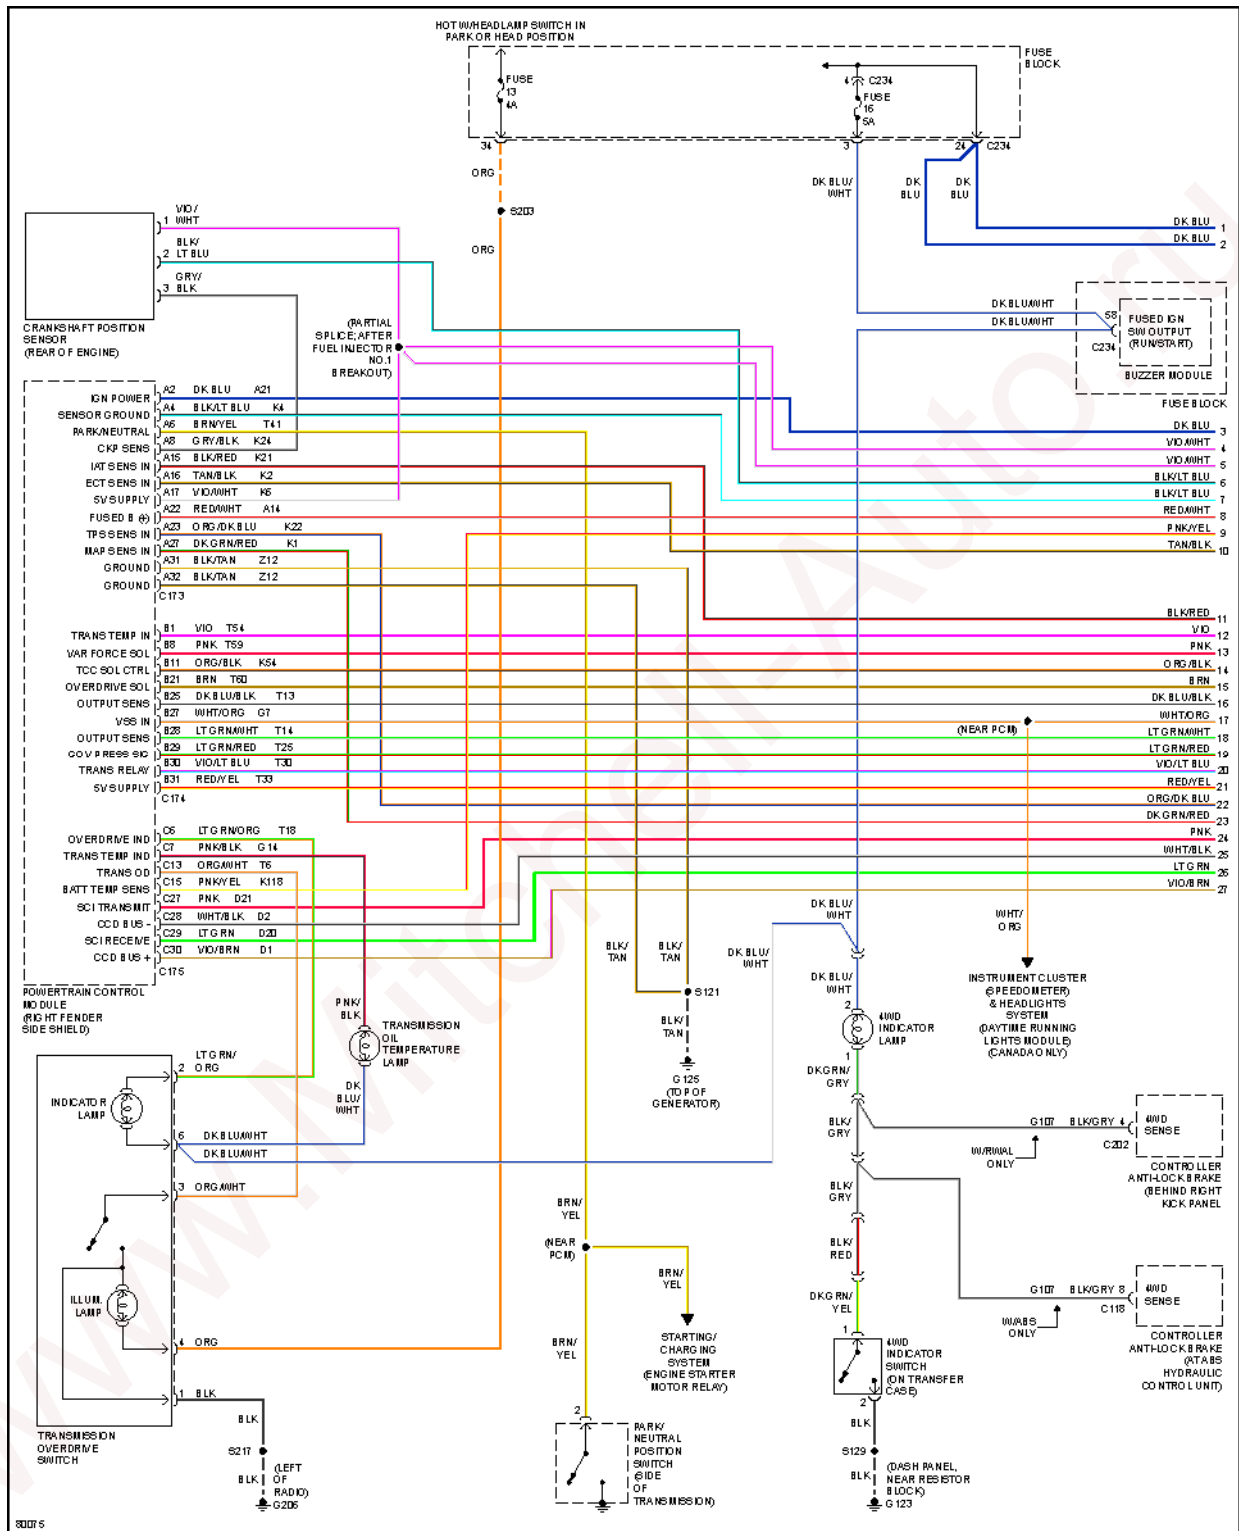 HOT W/HEADLAMP SWITCH IN
PARK OR HEAD POSITION
FUSE
BLOCK
FUSE
13
4A
4 C234
FUSE
16
5A
34
3
24 C234
ORG
DK BLU/
WHT
DK
BLU
DK
BLU
S203
ORG
1 VIO/
WHT
2 BLK/
LT BLU
3 GRY/
BLK
CRANKSHAFT POSITION
SENSOR
(REAR OF ENGINE)
DK BLU 1
DK BLU 2
DK BLU/WHT
DK BLU/WHT
58
C234
FUSED IGN
SW OUTPUT
(RUN/START)
BUZZER MODULE
FUSE BLOCK
(PARTIAL
SPLICE, AFTER
FUEL INJECTOR
NO.1
BREAKOUT)
IGN POWER A2 DK BLU A21
SENSOR GROUND A4 BLK/LT BLU K4
PARK/NEUTRAL A6 BRN/YEL T41
CKP SENS A8 GRY/BLK K24
IAT SENS IN A15 BLK/RED K21
ECT SENS IN A16 TAN/BLK K2
5V SUPPLY A17 VIO/WHT K6
FUSED B (+) A22 RED/WHT A14
TPS SENS IN A23 ORG/DK BLU K22
MAP SENS IN A27 DK GRN/RED K1
GROUND A31 BLK/TAN Z12
GROUND A32 BLK/TAN Z12
C173
DK BLU 3
VIO/WHT 4
VIO/WHT 5
BLK/LT BLU 6
BLK/LT BLU 7
RED/WHT 8
PNK/YEL 9
TAN/BLK 10
BLK/RED 11
TRANS TEMP IN B1 VIO T54
VAR FORCE SOL B8 PNK T59
TCC SOL CTRL B11 ORG/BLK K54
OVERDRIVE SOL B21 BRN T60
OUTPUT SENS B25 DK BLU/BLK T13
VSS IN B27 WHT/ORG G7
OUTPUT SENS B28 LT GRN/WHT T14
GOV PRESS SIG B29 LT GRN/RED T25
TRANS RELAY B30 VIO/LT BLU T30
5V SUPPLY B31 RED/YEL T33
C174
VIO 12
PNK 13
ORG/BLK 14
BRN 15
DK BLU/BLK 16
WHT/ORG 17
(NEAR PCM)
LT GRN/WHT 18
LT GRN/RED 19
VIO/LT BLU 20
RED/YEL 21
ORG/DK BLU 22
DK GRN/RED 23
PNK 24
WHT/BLK 25
LT GRN 26
VIO/BRN 27
OVERDRIVE IND C6 LT GRN/ORG T18
TRANS TEMP IND C7 PNK/BLK G14
TRANS OD C13 ORG/WHT T6
BATT TEMP SENS C15 PNK/YEL K118
SCI TRANSMIT C27 PNK D21
CCD BUS - C28 WHT/BLK D2
SCI RECEIVE C29 LT GRN D20
CCD BUS + C30 VIO/BRN D1
C175
POWERTRAIN CONTROL
MODULE
(RIGHT FENDER
SIDE SHIELD)
PNK/
BLK
TRANSMISSION
OIL
TEMPERATURE
LAMP
DK
BLU/
WHT
BLK/
TAN
BLK/
TAN
S121
BLK/
TAN
G125
(TOP OF
GENERATOR)
DK BLU/
WHT
DK BLU/
WHT
DK BLU/
WHT
2
4WD
INDICATOR
LAMP
1
DK GRN/
GRY
WHT/
ORG
INSTRUMENT CLUSTER
(SPEEDOMETER)
& HEADLIGHTS
SYSTEM
(DAYTIME RUNNING
LIGHTS MODULE)
(CANADA ONLY)
BLK/
GRY
G107 BLK/GRY 4
C202
4WD
SENSE
W/RWAL
ONLY
CONTROLLER
ANTI-LOCK BRAKE
(BEHIND RIGHT
KICK PANEL
BLK/
GRY
BLK/
RED
G107 BLK/GRY 8
C118
4WD
SENSE
W/ABS
ONLY
CONTROLLER
ANTI-LOCK BRAKE
(AT ABS
HYDRAULIC
CONTROL UNIT)
DK GRN/
YEL
1
4WD
INDICATOR
SWITCH
(ON TRANSFER
CASE)
2
BLK
S129
BLK
(DASH PANEL,
NEAR RESISTOR
BLOCK)
G123
2 LT GRN/
ORG
INDICATOR
LAMP
6 DK BLU/WHT
DK BLU/WHT
3 ORG/WHT
ILLUM.
LAMP
4 ORG
1 BLK
BLK
S217
BLK
(LEFT
OF
RADIO)
G206
TRANSMISSION
OVERDRIVE
SWITCH
BRN/
YEL
(NEAR
PCM)
BRN/
YEL
STARTING/
CHARGING
SYSTEM
(ENGINE STARTER
MOTOR RELAY)
BRN/
YEL
2
PARK/
NEUTRAL
POSITION
SWITCH
(SIDE
OF
TRANSMISSION)
80075
www.Mitchell-Auto.ru